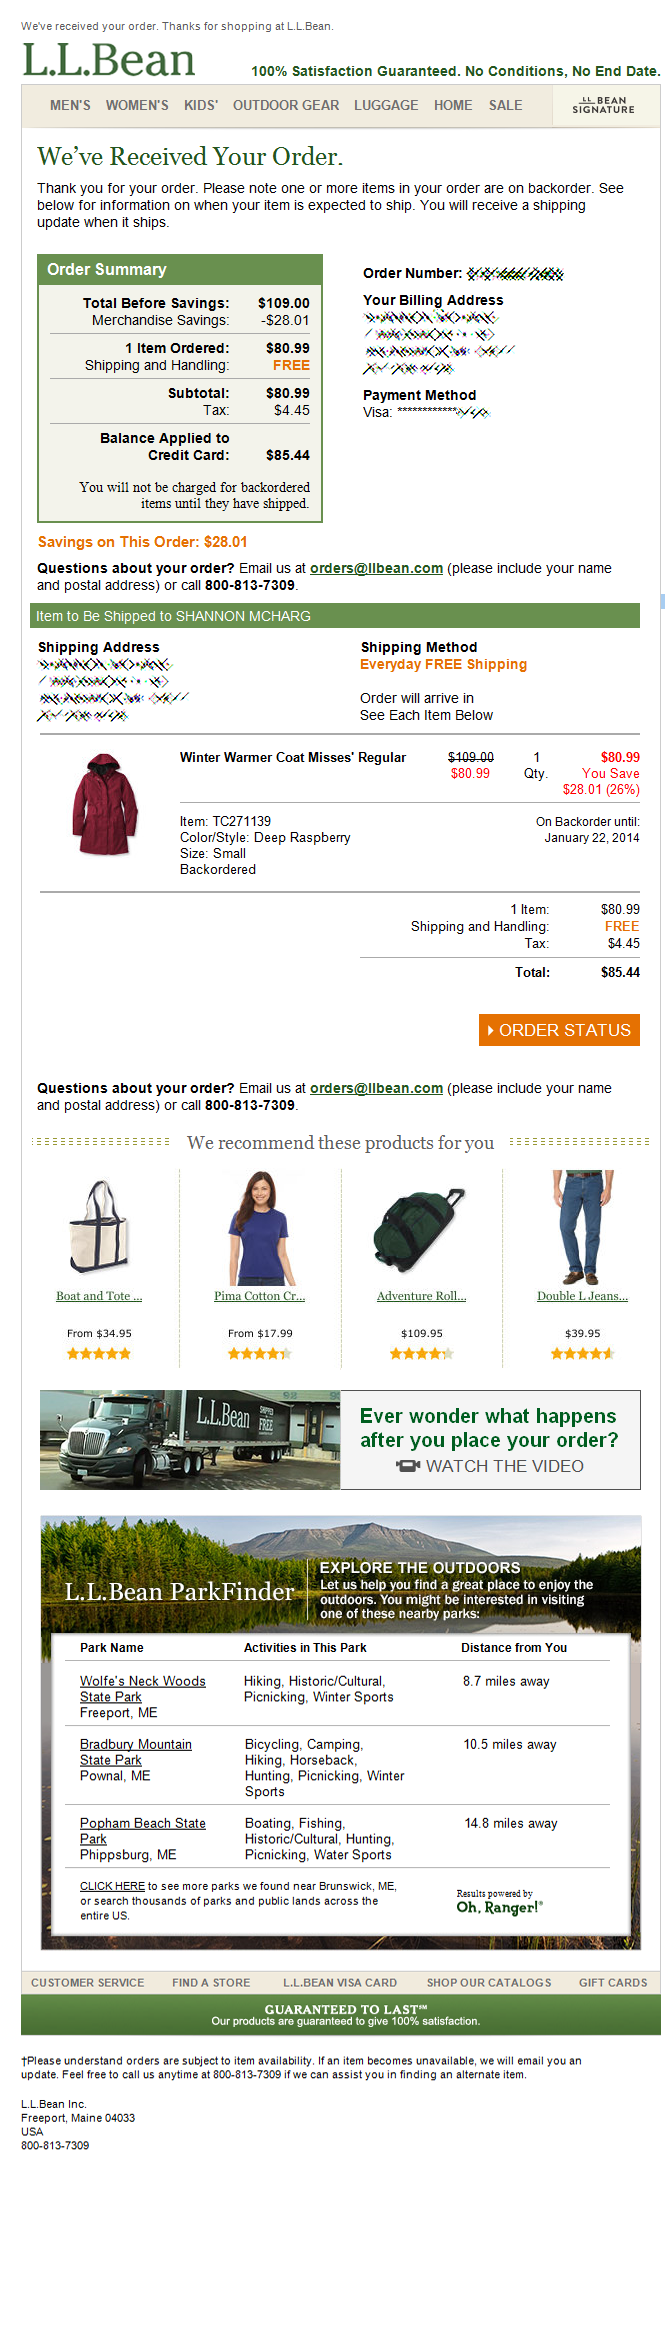 We've received your order. Thanks for shopping at L.L.Bean.
L.L.Bean
100% Satisfaction Guaranteed. No Conditions, No End Date.
MEN'S WOMEN'S KIDS' OUTDOOR GEAR LUGGAGE HOME SALE L.L.BEAN SIGNATURE
We've Received Your Order.
Thank you for your order. Please note one or more items in your order are on backorder. See
below for information on when your item is expected to ship. You will receive a shipping
update when it ships.
Order Summary
Total Before Savings: $109.00
Merchandise Savings: -$28.01
1 Item Ordered: $80.99
Shipping and Handling: FREE
Subtotal: $80.99
Tax: $4.45
Balance Applied to
Credit Card: $85.44
You will not be charged for backordered
items until they have shipped.
Order Number:
Your Billing Address
Payment Method
Visa: ************
Savings on This Order: $28.01
Questions about your order? Email us at orders@llbean.com (please include your name
and postal address) or call 800-813-7309.
Item to Be Shipped to SHANNON MCHARG
Shipping Address
Shipping Method
Everyday FREE Shipping
Order will arrive in
See Each Item Below
Winter Warmer Coat Misses' Regular $109.00 1 $80.99
$80.99 Qty. You Save
$28.01 (26%)
Item: TC271139 On Backorder until:
Color/Style: Deep Raspberry January 22, 2014
Size: Small
Backordered
1 Item: $80.99
Shipping and Handling: FREE
Tax: $4.45
Total: $85.44
ORDER STATUS
Questions about your order? Email us at orders@llbean.com (please include your name
and postal address) or call 800-813-7309.
We recommend these products for you
Boat and Tote ... Pima Cotton Cr... Adventure Roll... Double L Jeans...
From $34.95 From $17.99 $109.95 $39.95
L.L.Bean SHIPPED FREE
Ever wonder what happens
after you place your order?
WATCH THE VIDEO
L.L.Bean ParkFinder
EXPLORE THE OUTDOORS
Let us help you find a great place to enjoy the
outdoors. You might be interested in visiting
one of these nearby parks:
Park Name Activities in This Park Distance from You
Wolfe's Neck Woods Hiking, Historic/Cultural, 8.7 miles away
State Park Picnicking, Winter Sports
Freeport, ME
Bradbury Mountain Bicycling, Camping, 10.5 miles away
State Park Hiking, Horseback,
Pownal, ME Hunting, Picnicking, Winter
Sports
Popham Beach State Boating, Fishing, 14.8 miles away
Park Historic/Cultural, Hunting,
Phippsburg, ME Picnicking, Water Sports
CLICK HERE to see more parks we found near Brunswick, ME,
or search thousands of parks and public lands across the
entire US.
Results powered by
Oh, Ranger!®
CUSTOMER SERVICE FIND A STORE L.L.BEAN VISA CARD SHOP OUR CATALOGS GIFT CARDS
GUARANTEED TO LAST℠
Our products are guaranteed to give 100% satisfaction.
†Please understand orders are subject to item availability. If an item becomes unavailable, we will email you an
update. Feel free to call us anytime at 800-813-7309 if we can assist you in finding an alternate item.
L.L.Bean Inc.
Freeport, Maine 04033
USA
800-813-7309